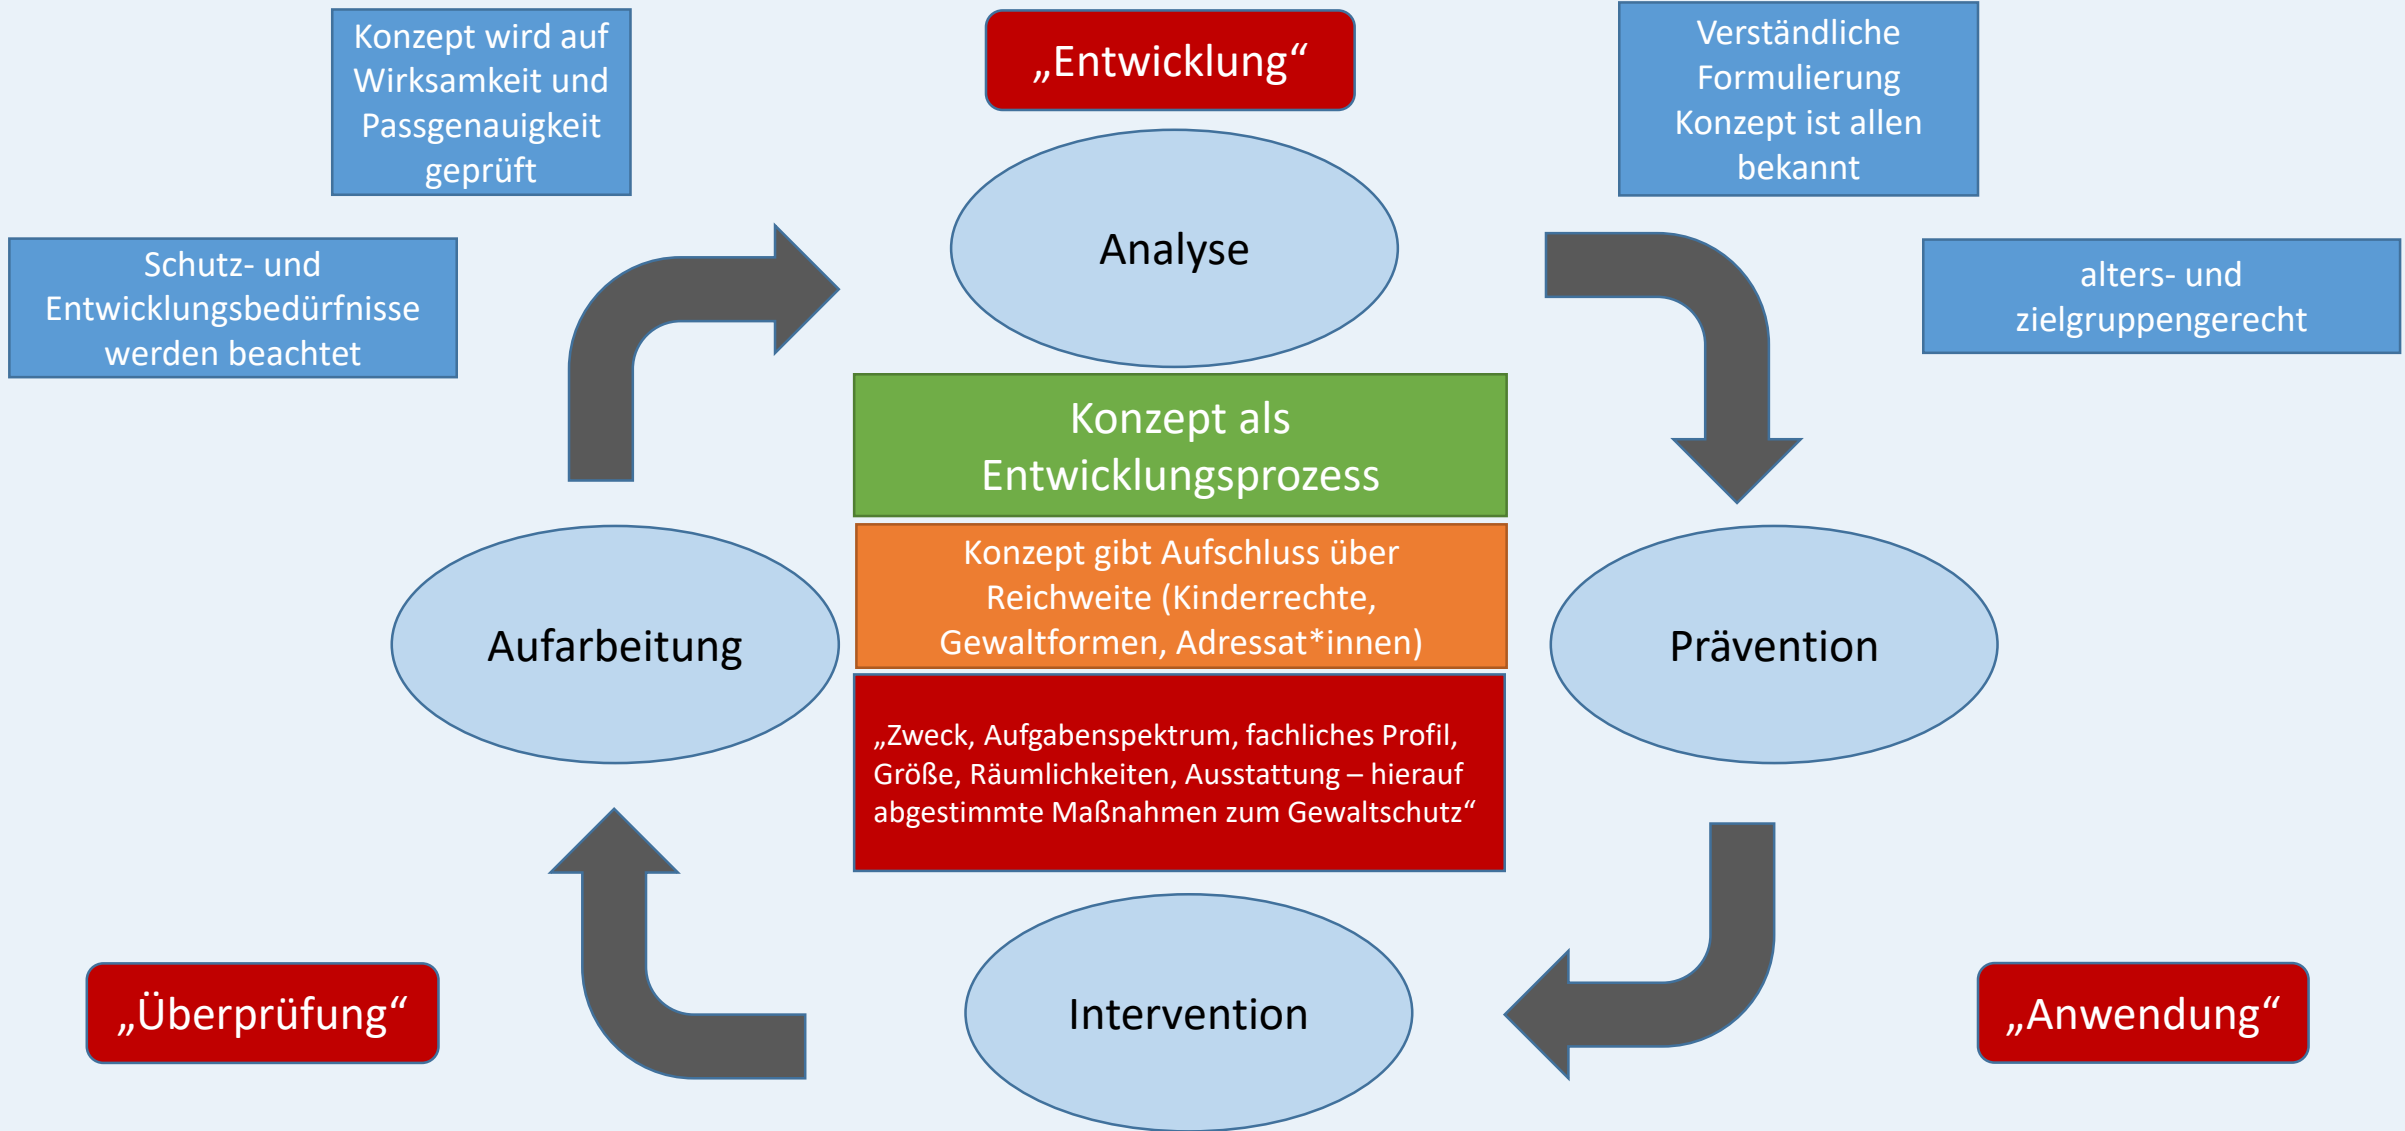 Konzept wird auf
Wirksamkeit und
Passgenauigkeit
geprüft
„Entwicklung“
Verständliche
Formulierung
Konzept ist allen
bekannt
Schutz- und
Entwicklungsbedürfnisse
werden beachtet
Analyse
alters- und
zielgruppengerecht
Konzept als
Entwicklungsprozess
Konzept gibt Aufschluss über
Reichweite (Kinderrechte,
Gewaltformen, Adressat*innen)
Aufarbeitung
Prävention
„Zweck, Aufgabenspektrum, fachliches Profil,
Größe, Räumlichkeiten, Ausstattung – hierauf
abgestimmte Maßnahmen zum Gewaltschutz“
„Überprüfung“
Intervention
„Anwendung“